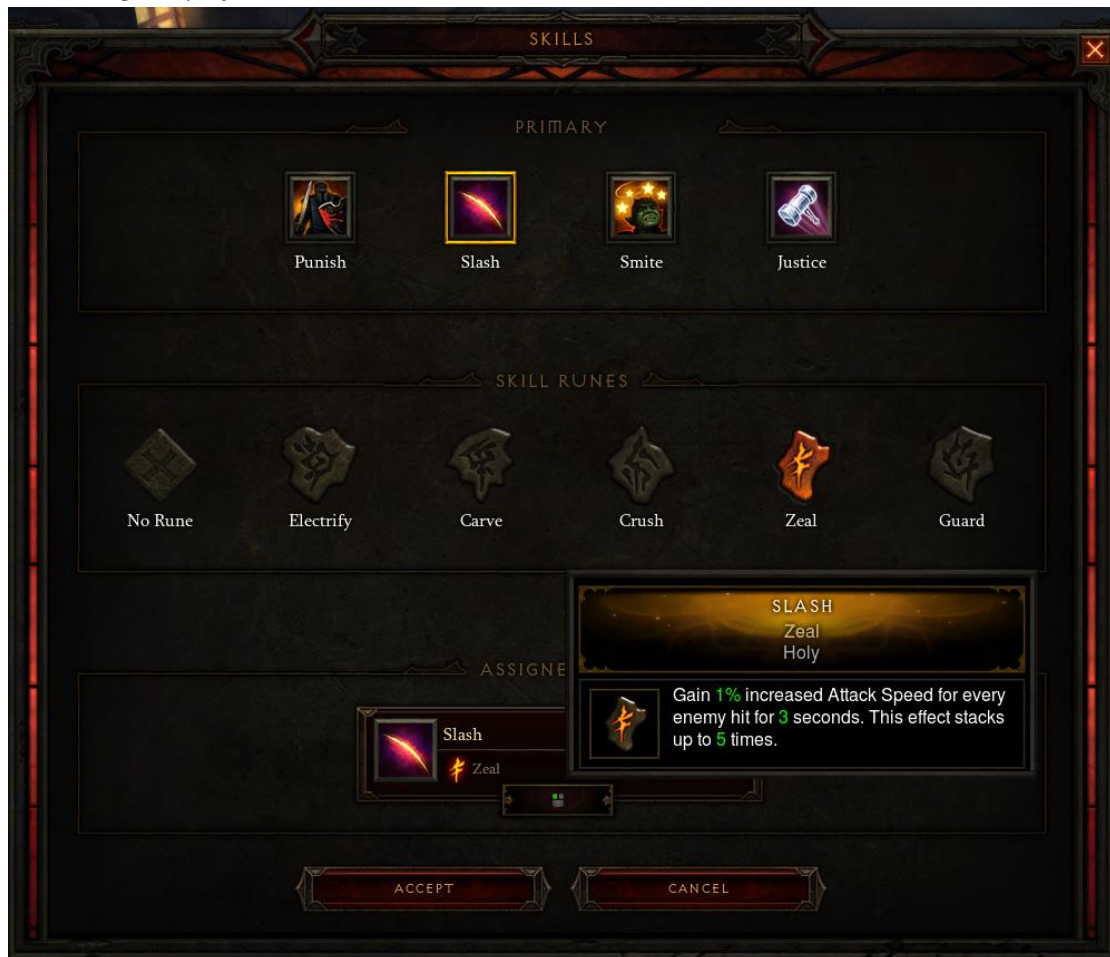 SKILLS
PRIMARY
Punish
Slash
Smite
Justice
SKILL RUNES
No Rune
Electrify
Carve
Crush
Zeal
Guard
SLASH
Zeal
Holy
Gain 1% increased Attack Speed for every
enemy hit for 3 seconds. This effect stacks
up to 5 times.
ASSIGNE
Slash
Zeal
ACCEPT
CANCEL